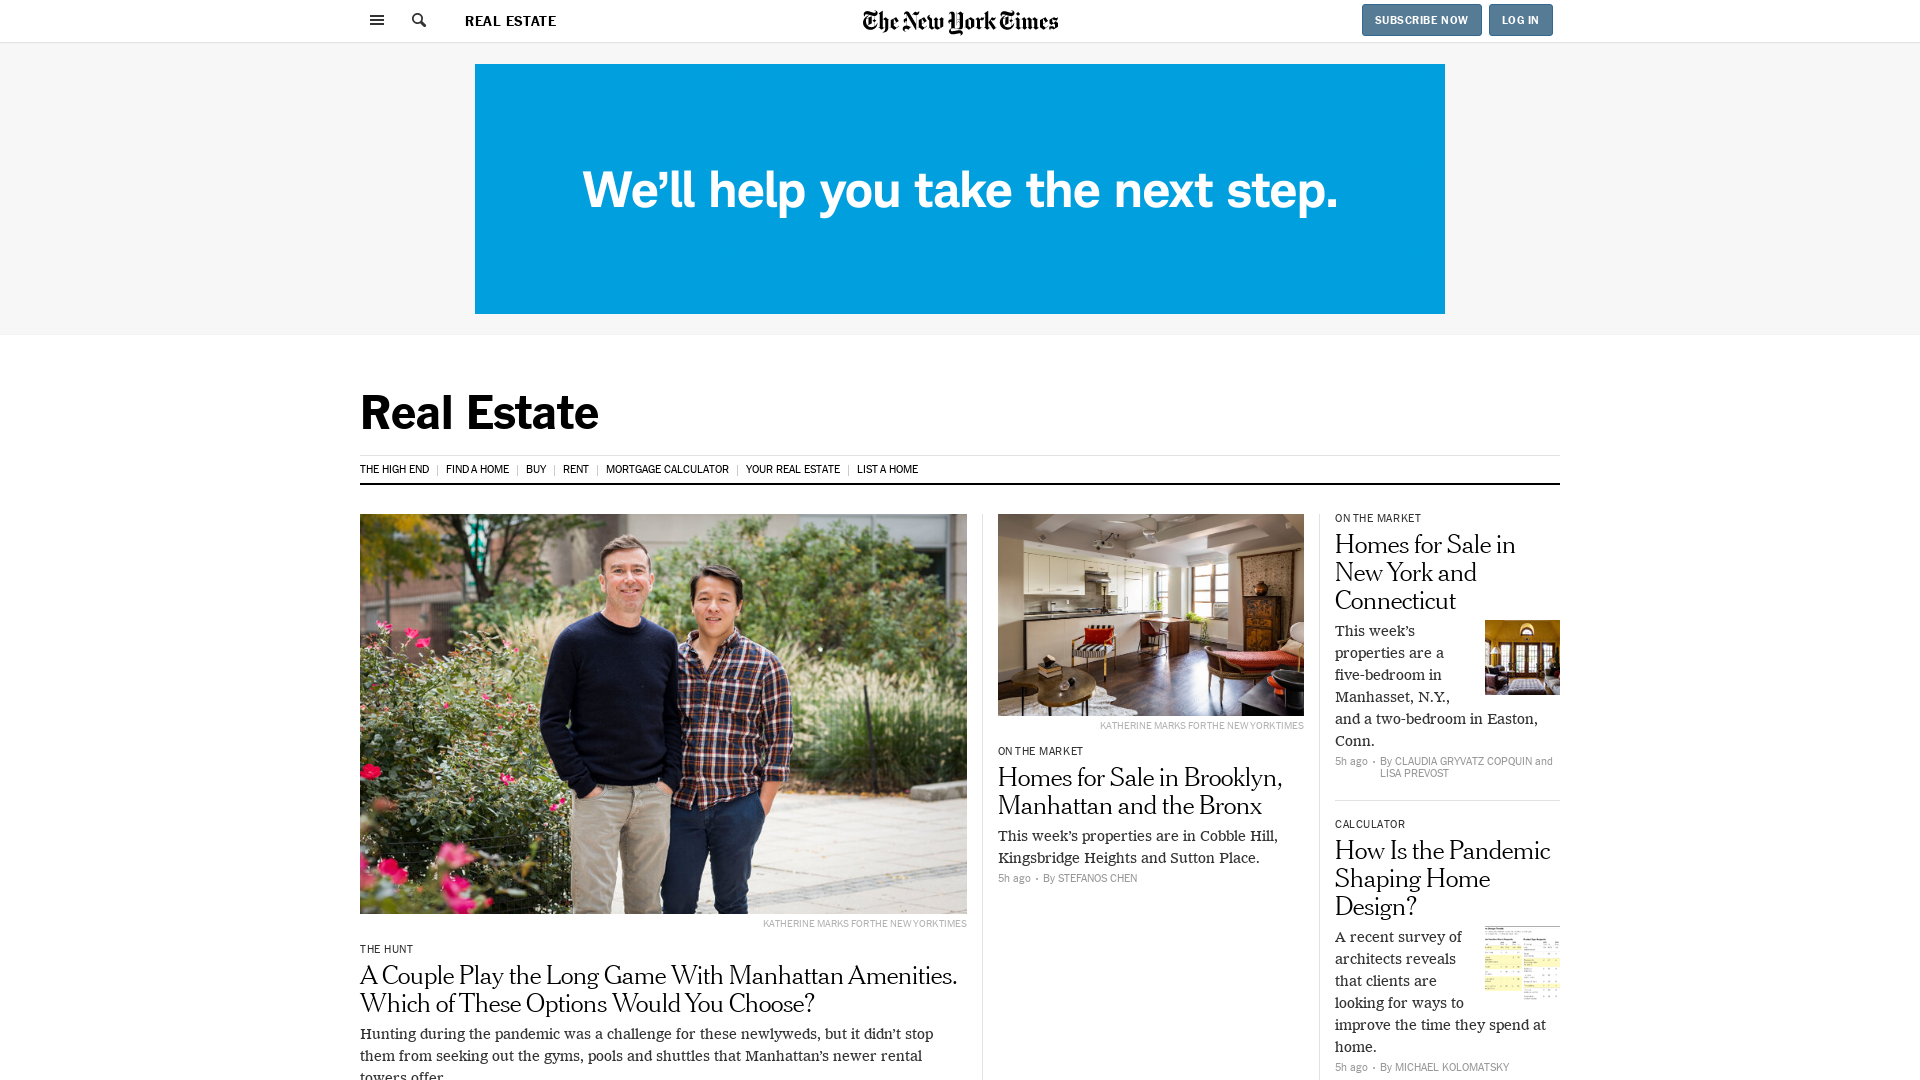 REAL ESTATE
The New York Times
SUBSCRIBE NOW
LOG IN
We’ll help you take the next step.
Real Estate
THE HIGH END
FIND A HOME
BUY
RENT
MORTGAGE CALCULATOR
YOUR REAL ESTATE
LIST A HOME
KATHERINE MARKS FOR THE NEW YORK TIMES
THE HUNT
A Couple Play the Long Game With Manhattan Amenities.
Which of These Options Would You Choose?
Hunting during the pandemic was a challenge for these newlyweds, but it didn’t stop
them from seeking out the gyms, pools and shuttles that Manhattan’s newer rental
towers offer.
KATHERINE MARKS FOR THE NEW YORK TIMES
ON THE MARKET
Homes for Sale in Brooklyn,
Manhattan and the Bronx
This week’s properties are in Cobble Hill,
Kingsbridge Heights and Sutton Place.
5h ago · By STEFANOS CHEN
ON THE MARKET
Homes for Sale in
New York and
Connecticut
This week’s
properties are a
five-bedroom in
Manhasset, N.Y.,
and a two-bedroom in Easton,
Conn.
5h ago · By CLAUDIA GRYVATZ COPQUIN and
LISA PREVOST
CALCULATOR
How Is the Pandemic
Shaping Home
Design?
A recent survey of
architects reveals
that clients are
looking for ways to
improve the time they spend at
home.
5h ago · By MICHAEL KOLOMATSKY